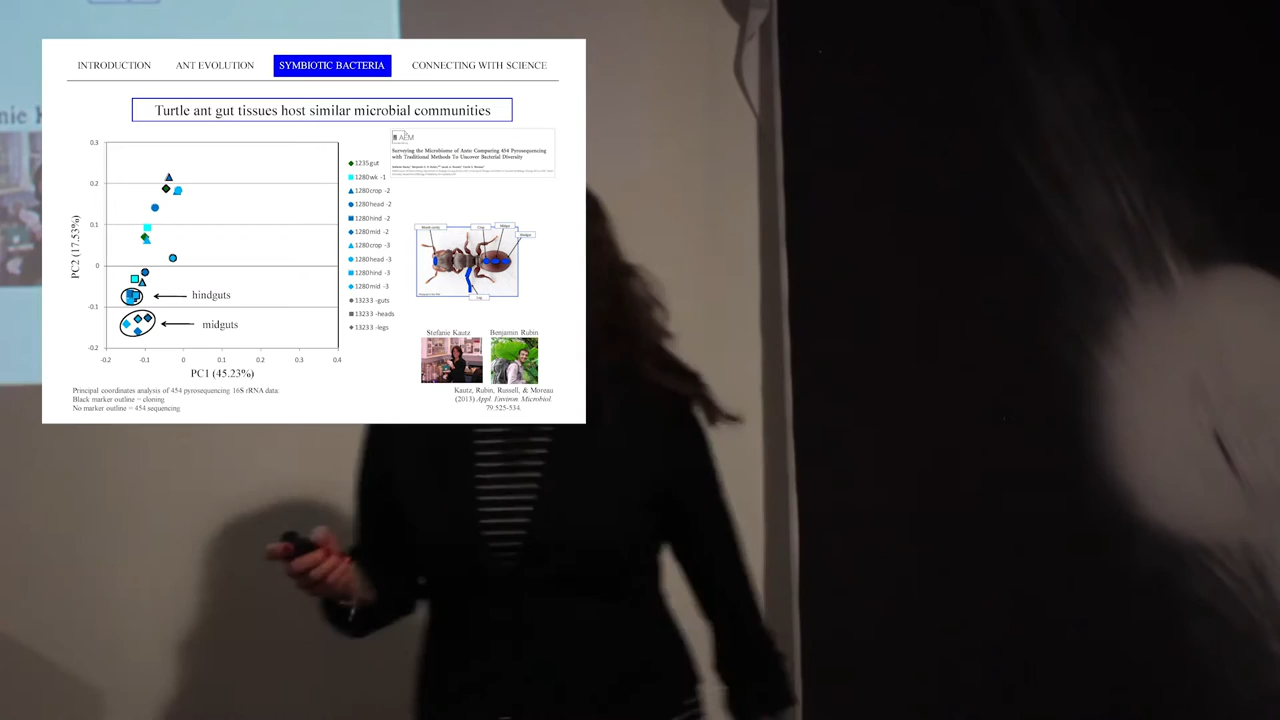 INTRODUCTION ANT EVOLUTION SYMBIOTIC BACTERIA CONNECTING WITH SCIENCE
Turtle ant gut tissues host similar microbial communities
AEM
Surveying the Microbiome of Ants: Comparing 454 Pyrosequencing
with Traditional Methods To Uncover Bacterial Diversity
PC2 (17.53%)
0.3
0.2
0.1
0
-0.1
-0.2
-0.2 -0.1 0 0.1 0.2 0.3 0.4
PC1 (45.23%)
hindguts
midguts
1235gut
1280wk -1
1280crop -2
1280head -2
1280hind -2
1280mid -2
1280crop -3
1280head -3
1280hind -3
1280mid -3
13233 -guts
13233 -heads
13233 -legs
Crop
Midgut
Leg
Stefanie Kautz Benjamin Rubin
Kautz, Rubin, Russell, & Moreau
(2013) Appl. Environ. Microbiol.
79:525-534.
Principal coordinates analysis of 454 pyrosequencing 16S rRNA data:
Black marker outline = cloning
No marker outline = 454 sequencing
nie K